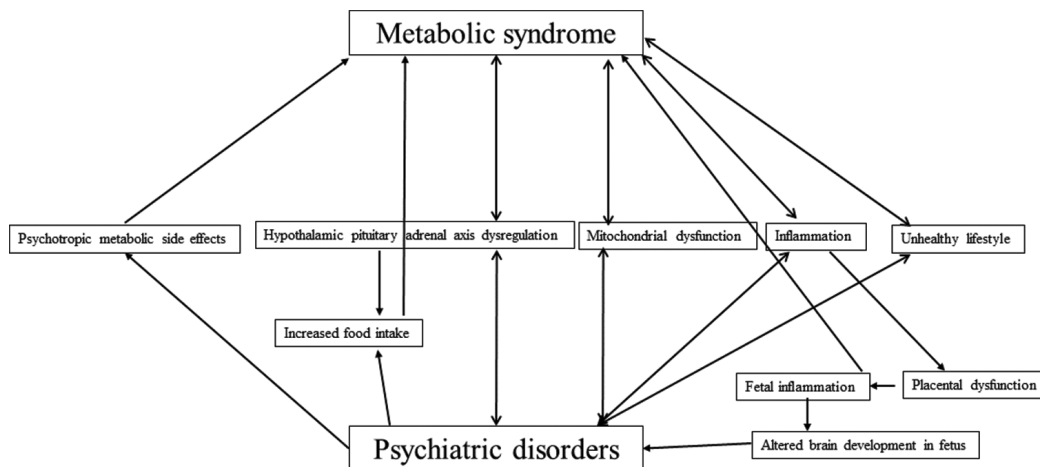 Metabolic syndrome
Psychotropic metabolic side effects
Hypothalamic pituitary adrenal axis dysregulation
Mitochondrial dysfunction
Inflammation
Unhealthy lifestyle
Increased food intake
Fetal inflammation
Placental dysfunction
Psychiatric disorders
Altered brain development in fetus